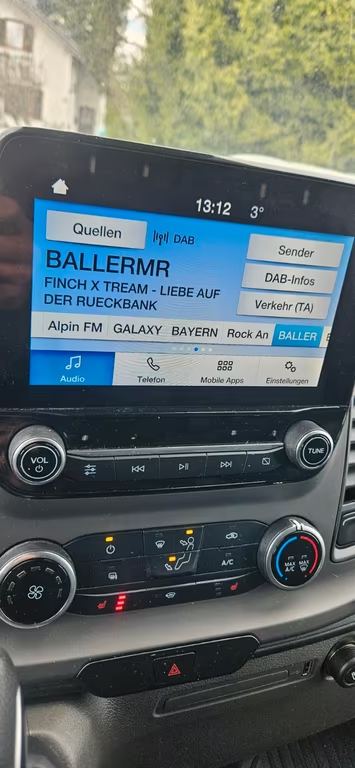 13:12 3°
Quellen DAB
Sender
BALLERMR
DAB-Infos
FINCH X TREAM - LIEBE AUF
DER RUECKBANK
Verkehr (TA)
Alpin FM GALAXY BAYERN Rock An BALLER
Audio Telefon Mobile Apps Einstellungen
VOL
TUNE
A/C
MAX A/C MAX